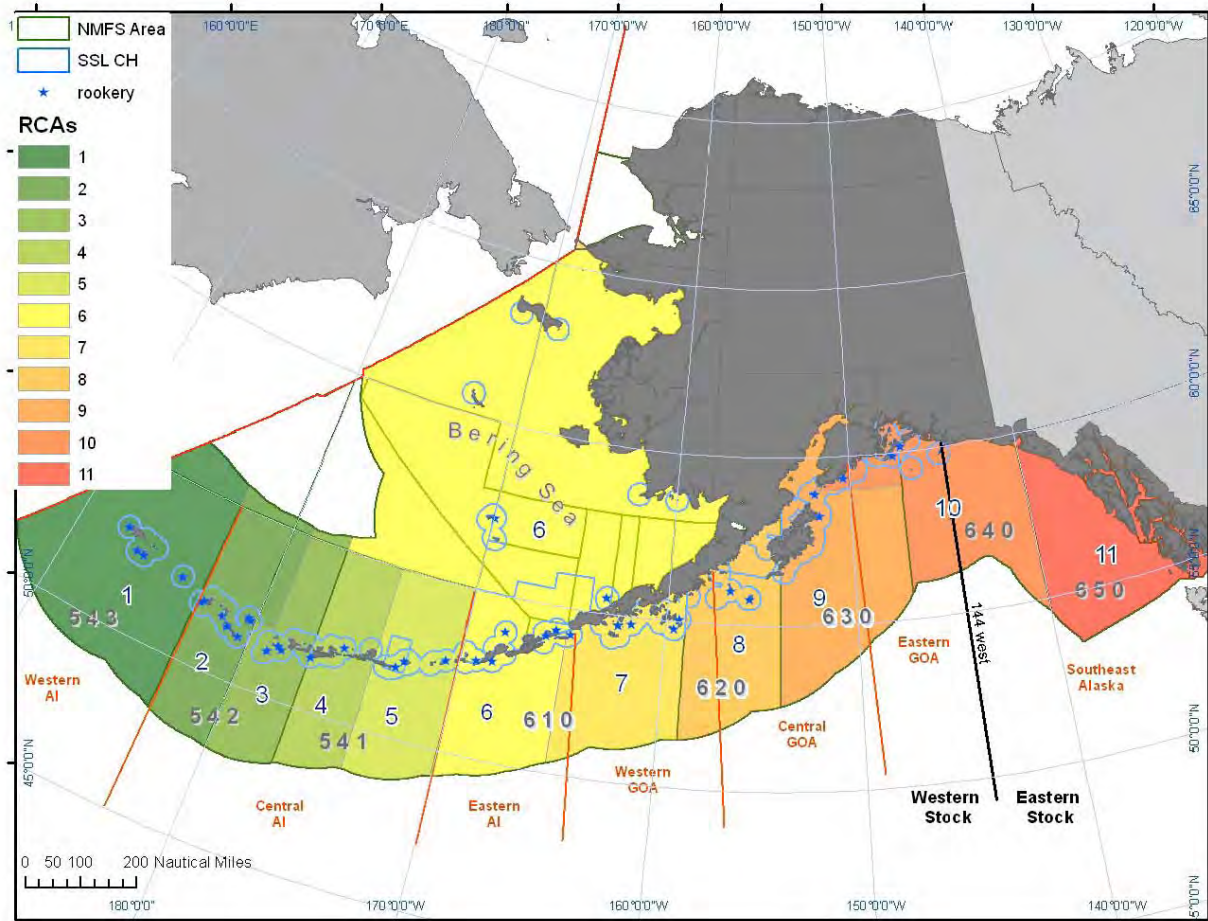 160°0'0"E
170°0'0"E
180°0'0"
170°0'0"W
160°0'0"W
150°0'0"W
140°0'0"W
130°0'0"W
120°0'0"W
NMFS Area
SSL CH
rookery
RCAs
1
2
3
4
5
6
7
8
9
10
11
65°0'0"N
60°0'0"N
Bering Sea
6
50°0'0"N
1
543
2
542
3
4
541
5
6
610
7
8
620
9
630
10
640
11
650
144 west
Western
AI
Central
AI
Eastern
AI
Western
GOA
Central
GOA
Eastern
GOA
Southeast
Alaska
Western
Stock
Eastern
Stock
45°0'0"N
50°0'0"N
0 50 100 200 Nautical Miles
180°0'0"
170°0'0"W
160°0'0"W
150°0'0"W
140°0'0"W